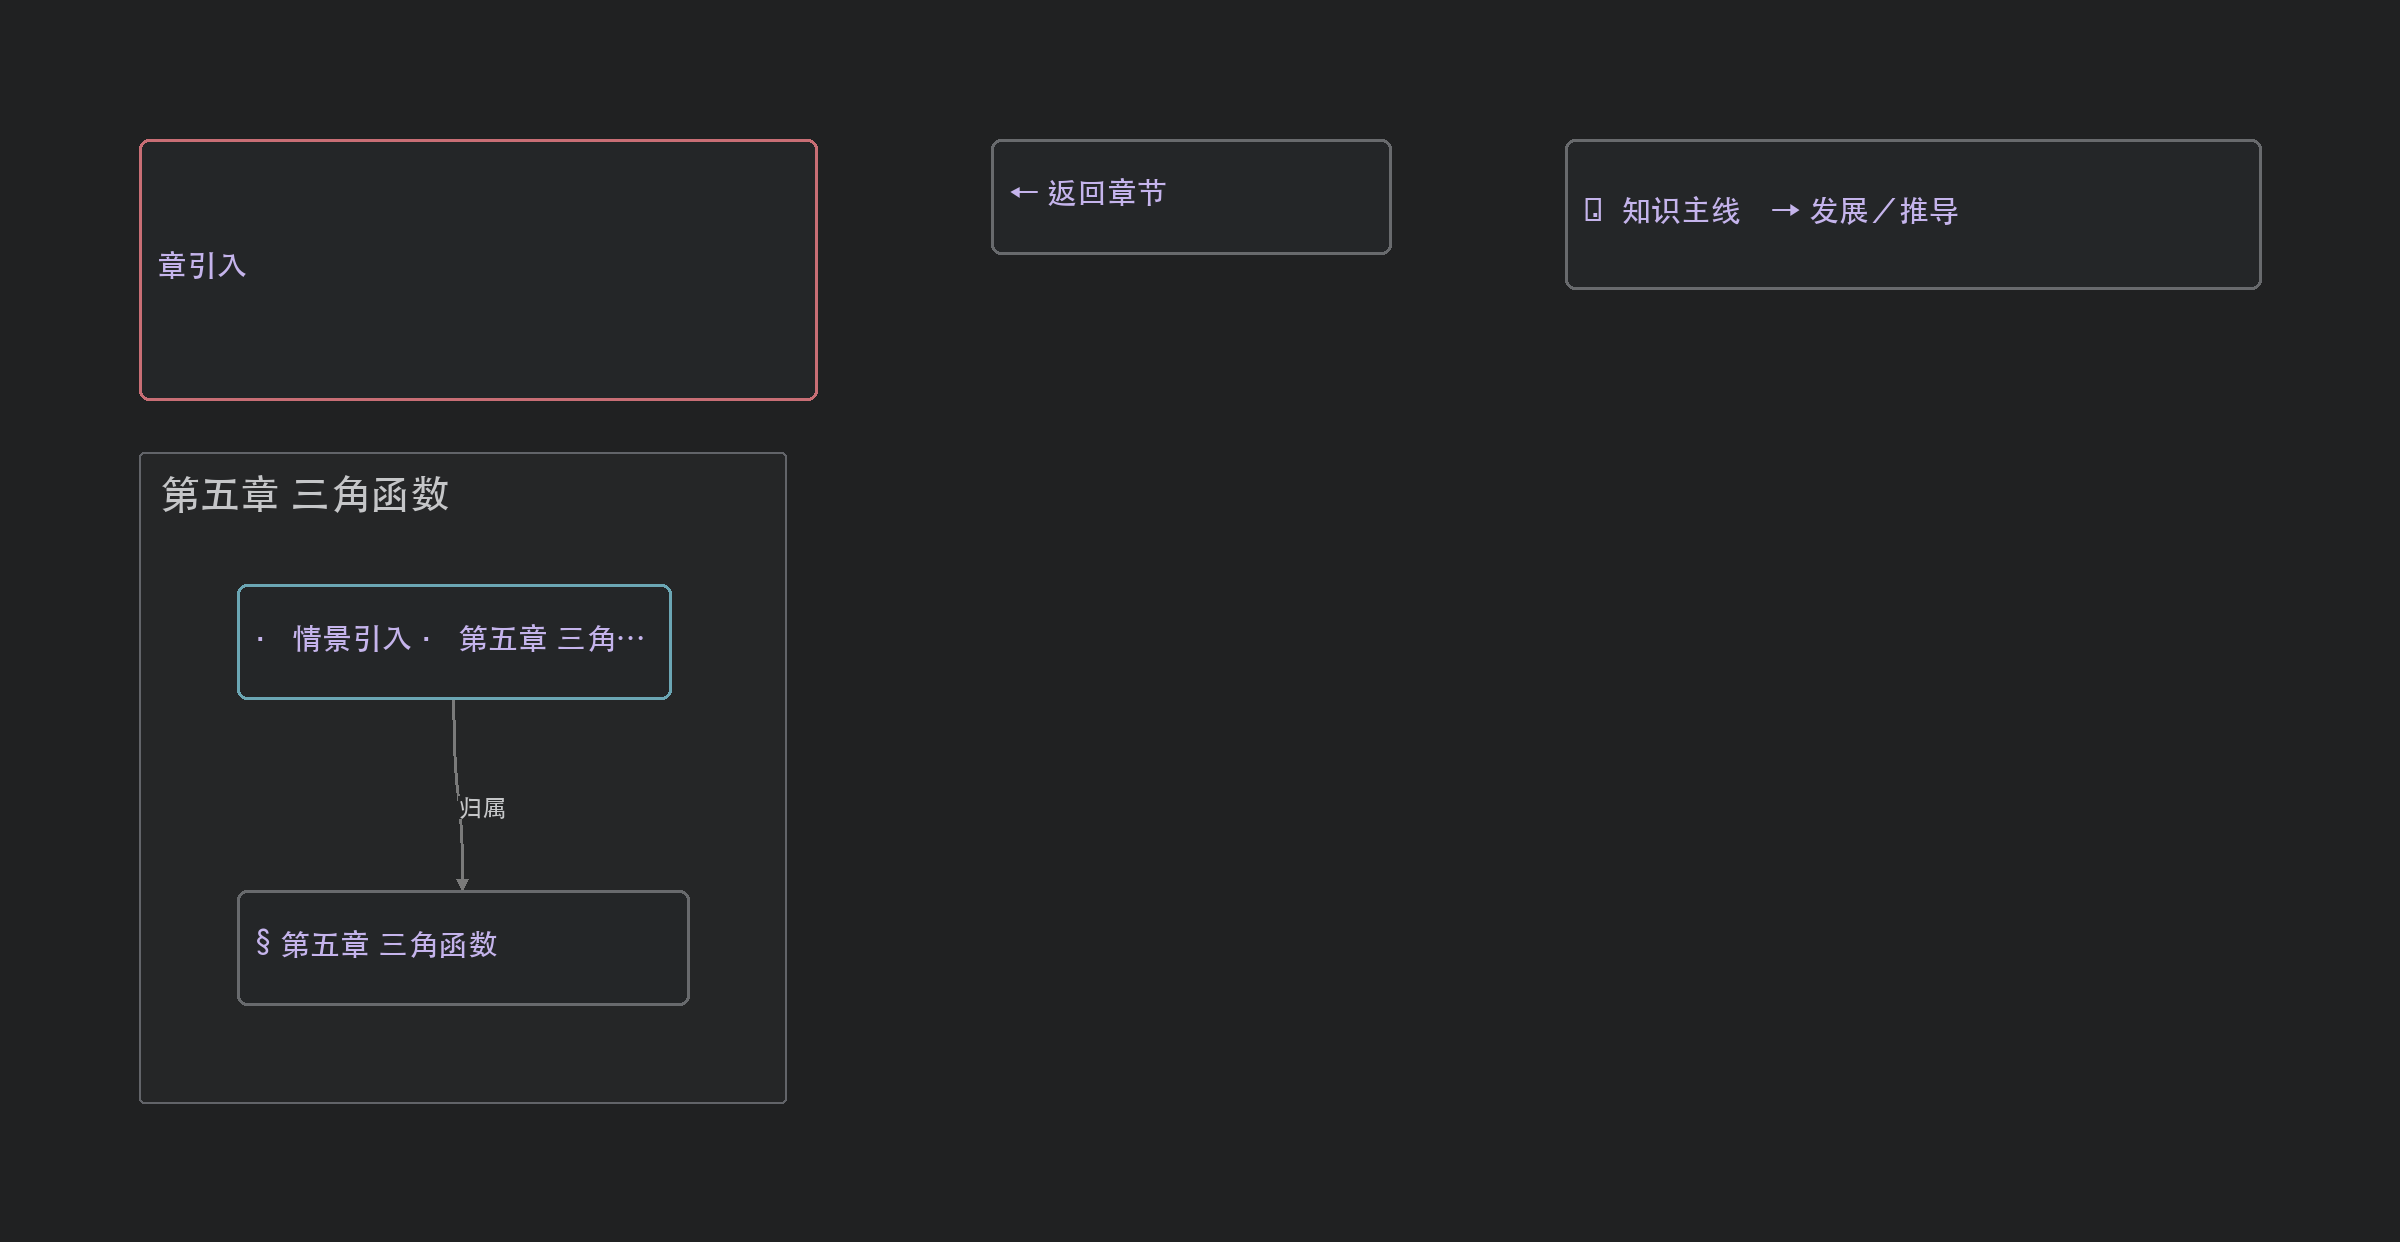 章引入
← 返回章节
知识主线 → 发展／推导
第五章 三角函数
· 情景引入 · 第五章 三角…
归属
§ 第五章 三角函数